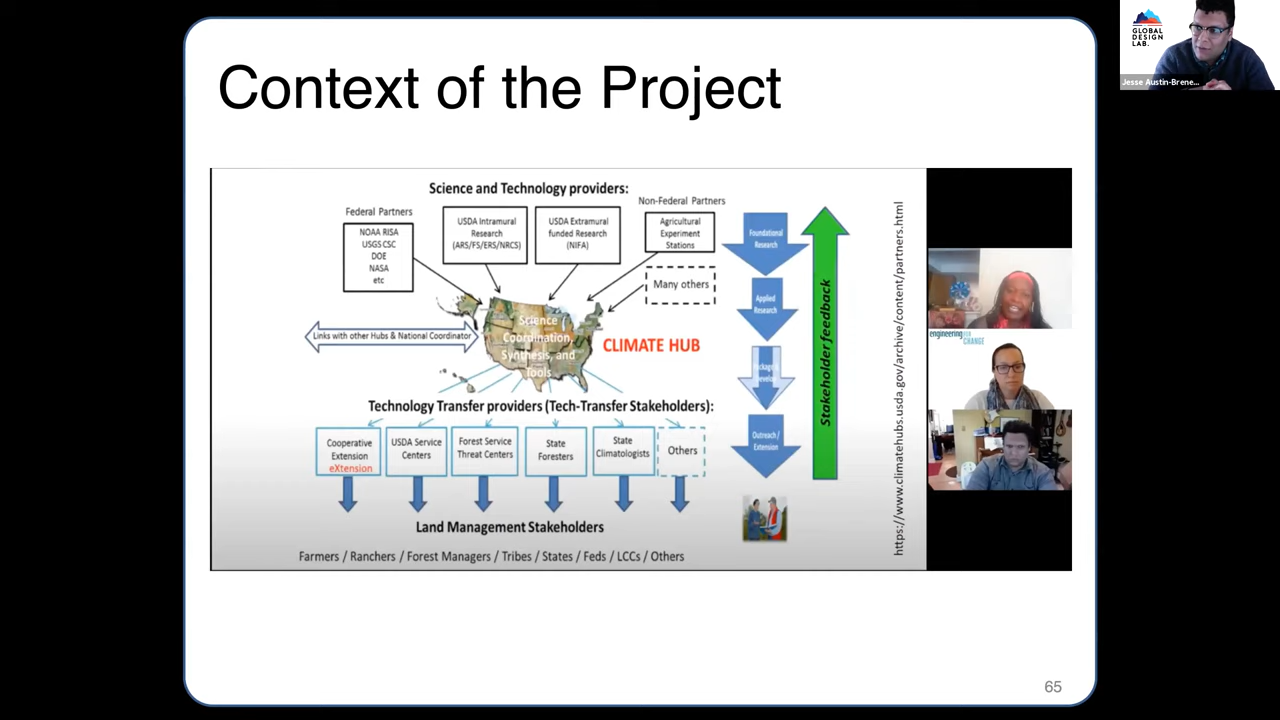 Context of the Project
Science and Technology providers:
Federal Partners
NOAA RISA
USGS CSC
DOE
NASA
etc
USDA Intramural
Research
(ARS/FS/ERS/NRCS)
USDA Extramural
funded Research
(NIFA)
Non-Federal Partners
Agricultural
Experiment
Stations
Many others
Links with other Hubs & National Coordinator
Science
Coordination,
Synthesis, and
Tools
CLIMATE HUB
Technology Transfer providers (Tech-Transfer Stakeholders):
Cooperative
Extension
eXtension
USDA Service
Centers
Forest Service
Threat Centers
State
Foresters
State
Climatologists
Others
Land Management Stakeholders
Farmers / Ranchers / Forest Managers / Tribes / States / Feds / LCCs / Others
Foundational
Research
Applied
Research
Outreach /
Extension
Stakeholder feedback
https://www.climatehubs.usda.gov/archive/content/partners.html
engineering FOR
CHANGE
65
GLOBAL
DESIGN
LAB.
Jesse Austin-Brene...